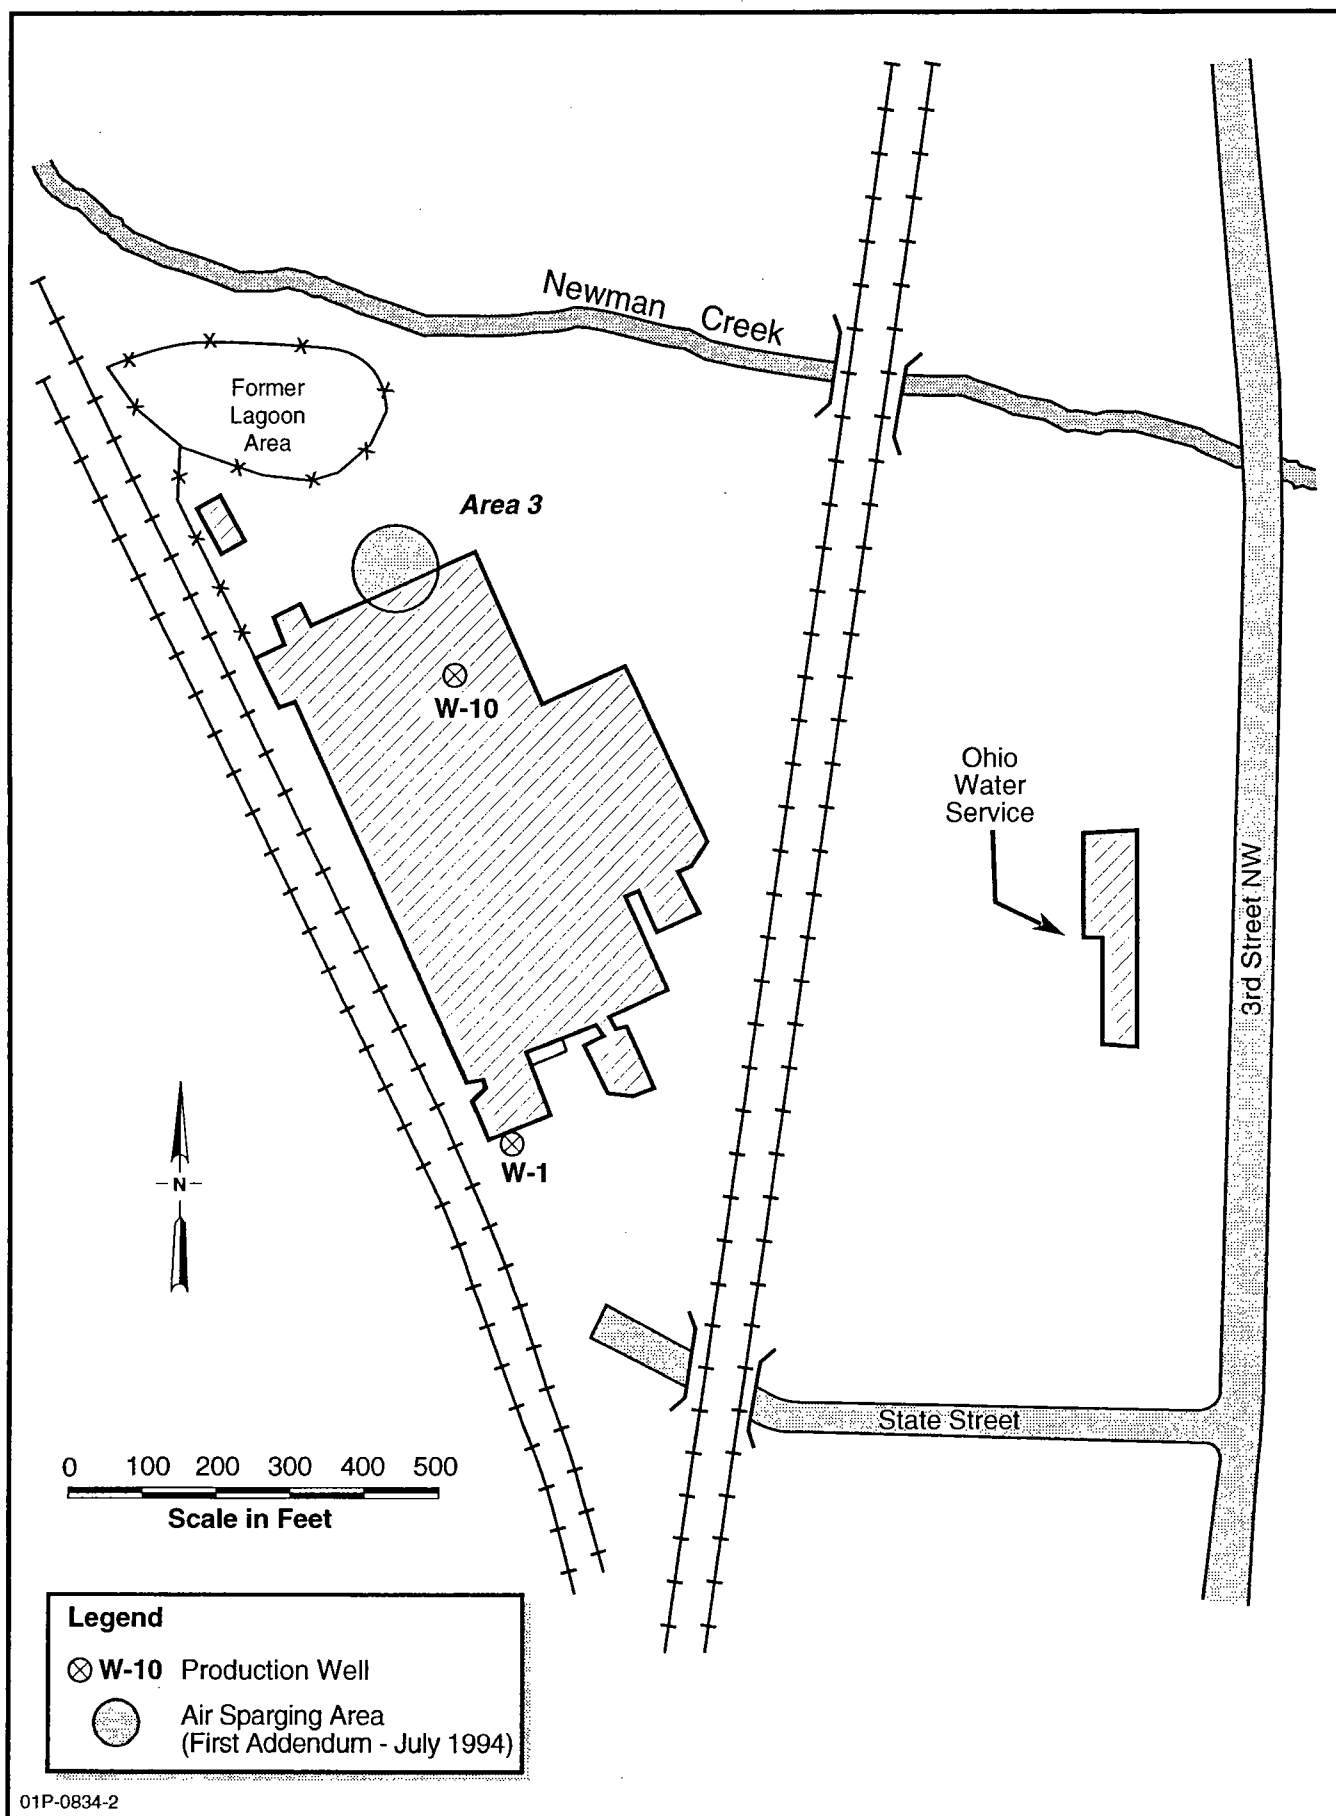 Newman Creek
Former
Lagoon
Area
Area 3
W-10
Ohio
Water
Service
3rd Street NW
W-1
N
State Street
0 100 200 300 400 500
Scale in Feet
Legend
W-10 Production Well
Air Sparging Area
(First Addendum - July 1994)
01P-0834-2